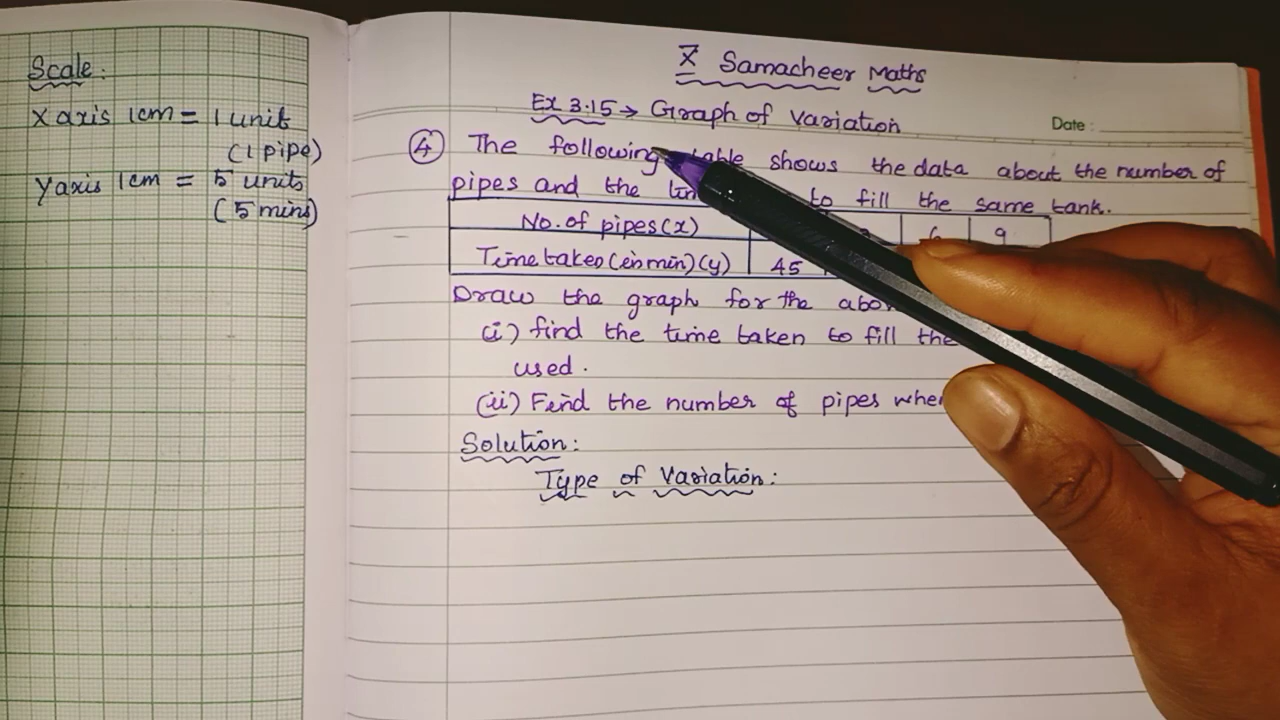 Scale:
X axis 1cm = 1 unit
(1 pipe)
Y axis 1cm = 5 units
(5 mins)
X Samacheer Maths
Ex 3.15 → Graph of Variation
Date:
④ The following table shows the data about the number of
pipes and the to fill the same tank.
No. of pipes (x) 6 9
Time taken (in min) (y) 45
Draw the graph for the
(i) find the time taken to fill the
used.
(ii) Find the number of pipes
Solution:
Type of Variation: